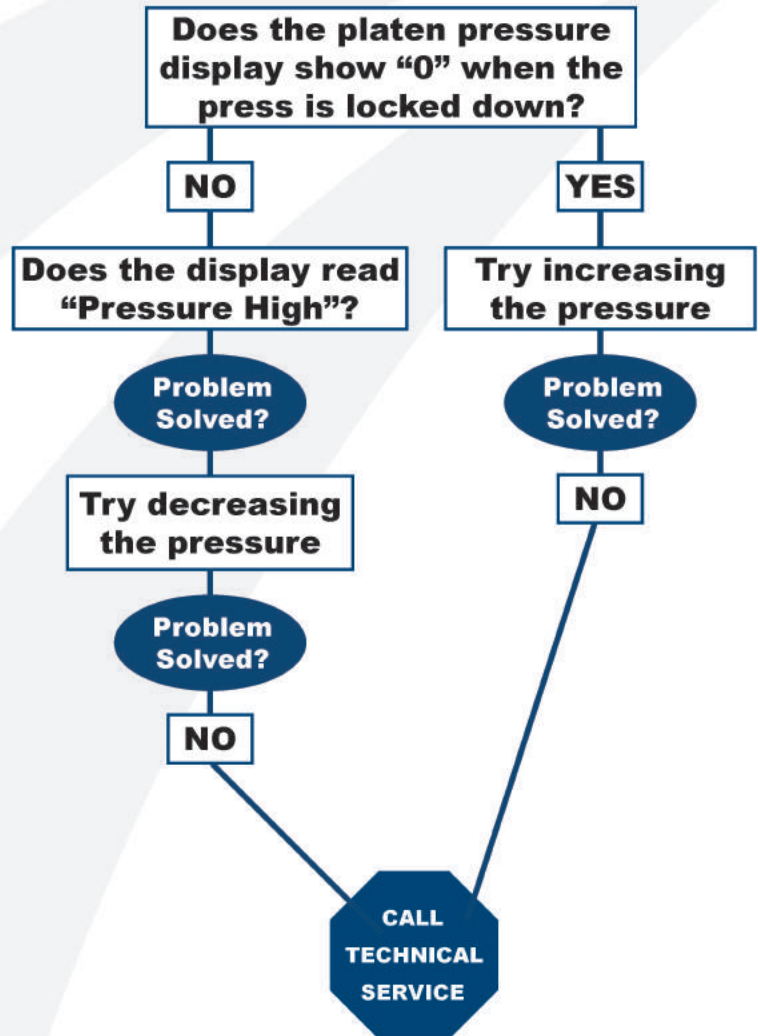 Does the platen pressure
display show “0” when the
press is locked down?
NO
YES
Does the display read
“Pressure High”?
Try increasing
the pressure
Problem
Solved?
Problem
Solved?
Try decreasing
the pressure
NO
Problem
Solved?
NO
CALL
TECHNICAL
SERVICE